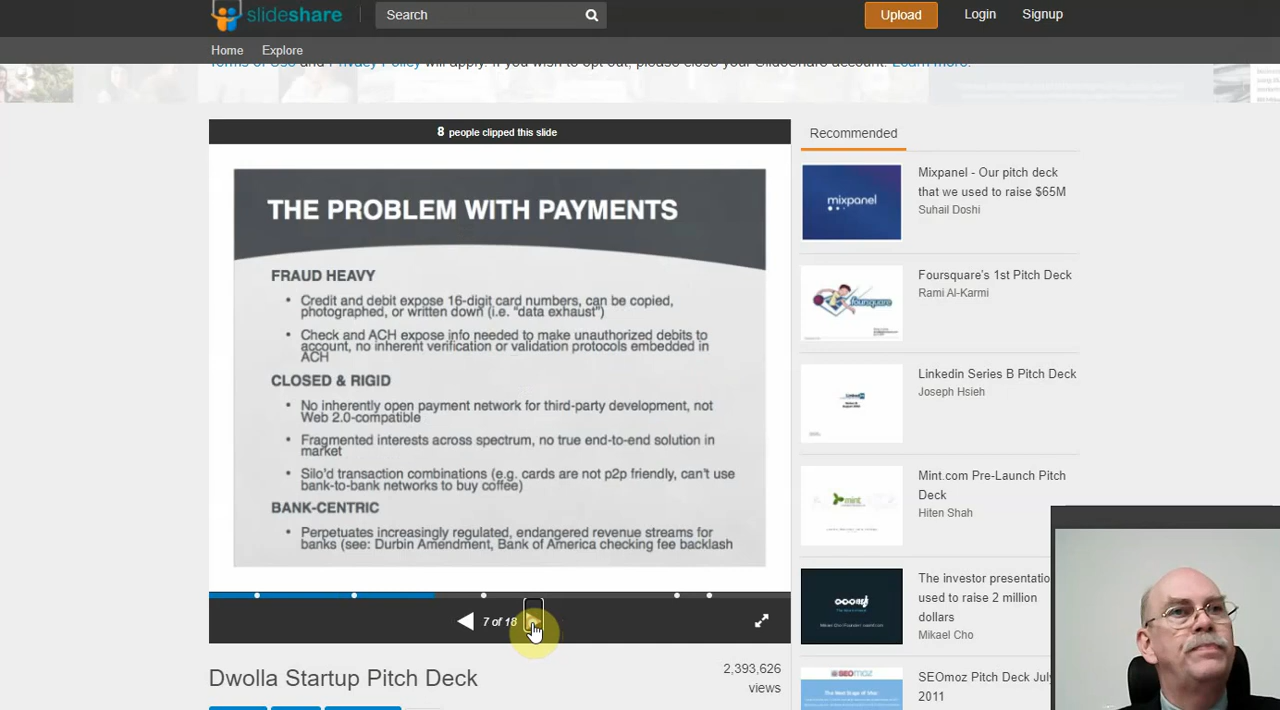 slideshare
Search
Upload
Login
Signup
Home
Explore
Terms of Use and Privacy Policy will apply. If you wish to opt out, please close your SlideShare account. Learn more.
8 people clipped this slide
THE PROBLEM WITH PAYMENTS
FRAUD HEAVY
• Credit and debit expose 16-digit card numbers, can be copied,
photographed, or written down (i.e. "data exhaust")
• Check and ACH expose info needed to make unauthorized debits to
account, no inherent verification or validation protocols embedded in
ACH
CLOSED & RIGID
• No inherently open payment network for third-party development, not
Web 2.0-compatible
• Fragmented interests across spectrum, no true end-to-end solution in
market
• Silo'd transaction combinations (e.g. cards are not p2p friendly, can't use
bank-to-bank networks to buy coffee)
BANK-CENTRIC
• Perpetuates increasingly regulated, endangered revenue streams for
banks (see: Durbin Amendment, Bank of America checking fee backlash
7 of 18
Dwolla Startup Pitch Deck
2,393,626
views
Recommended
mixpanel
Mixpanel - Our pitch deck
that we used to raise $65M
Suhail Doshi
foursquare
Foursquare's 1st Pitch Deck
Rami Al-Karmi
Linkedin Series B Pitch Deck
Joseph Hsieh
mint
Mint.com Pre-Launch Pitch
Deck
Hiten Shah
The investor presentatio
used to raise 2 million
dollars
Mikael Cho
SEOmoz
SEOmoz Pitch Deck July
2011